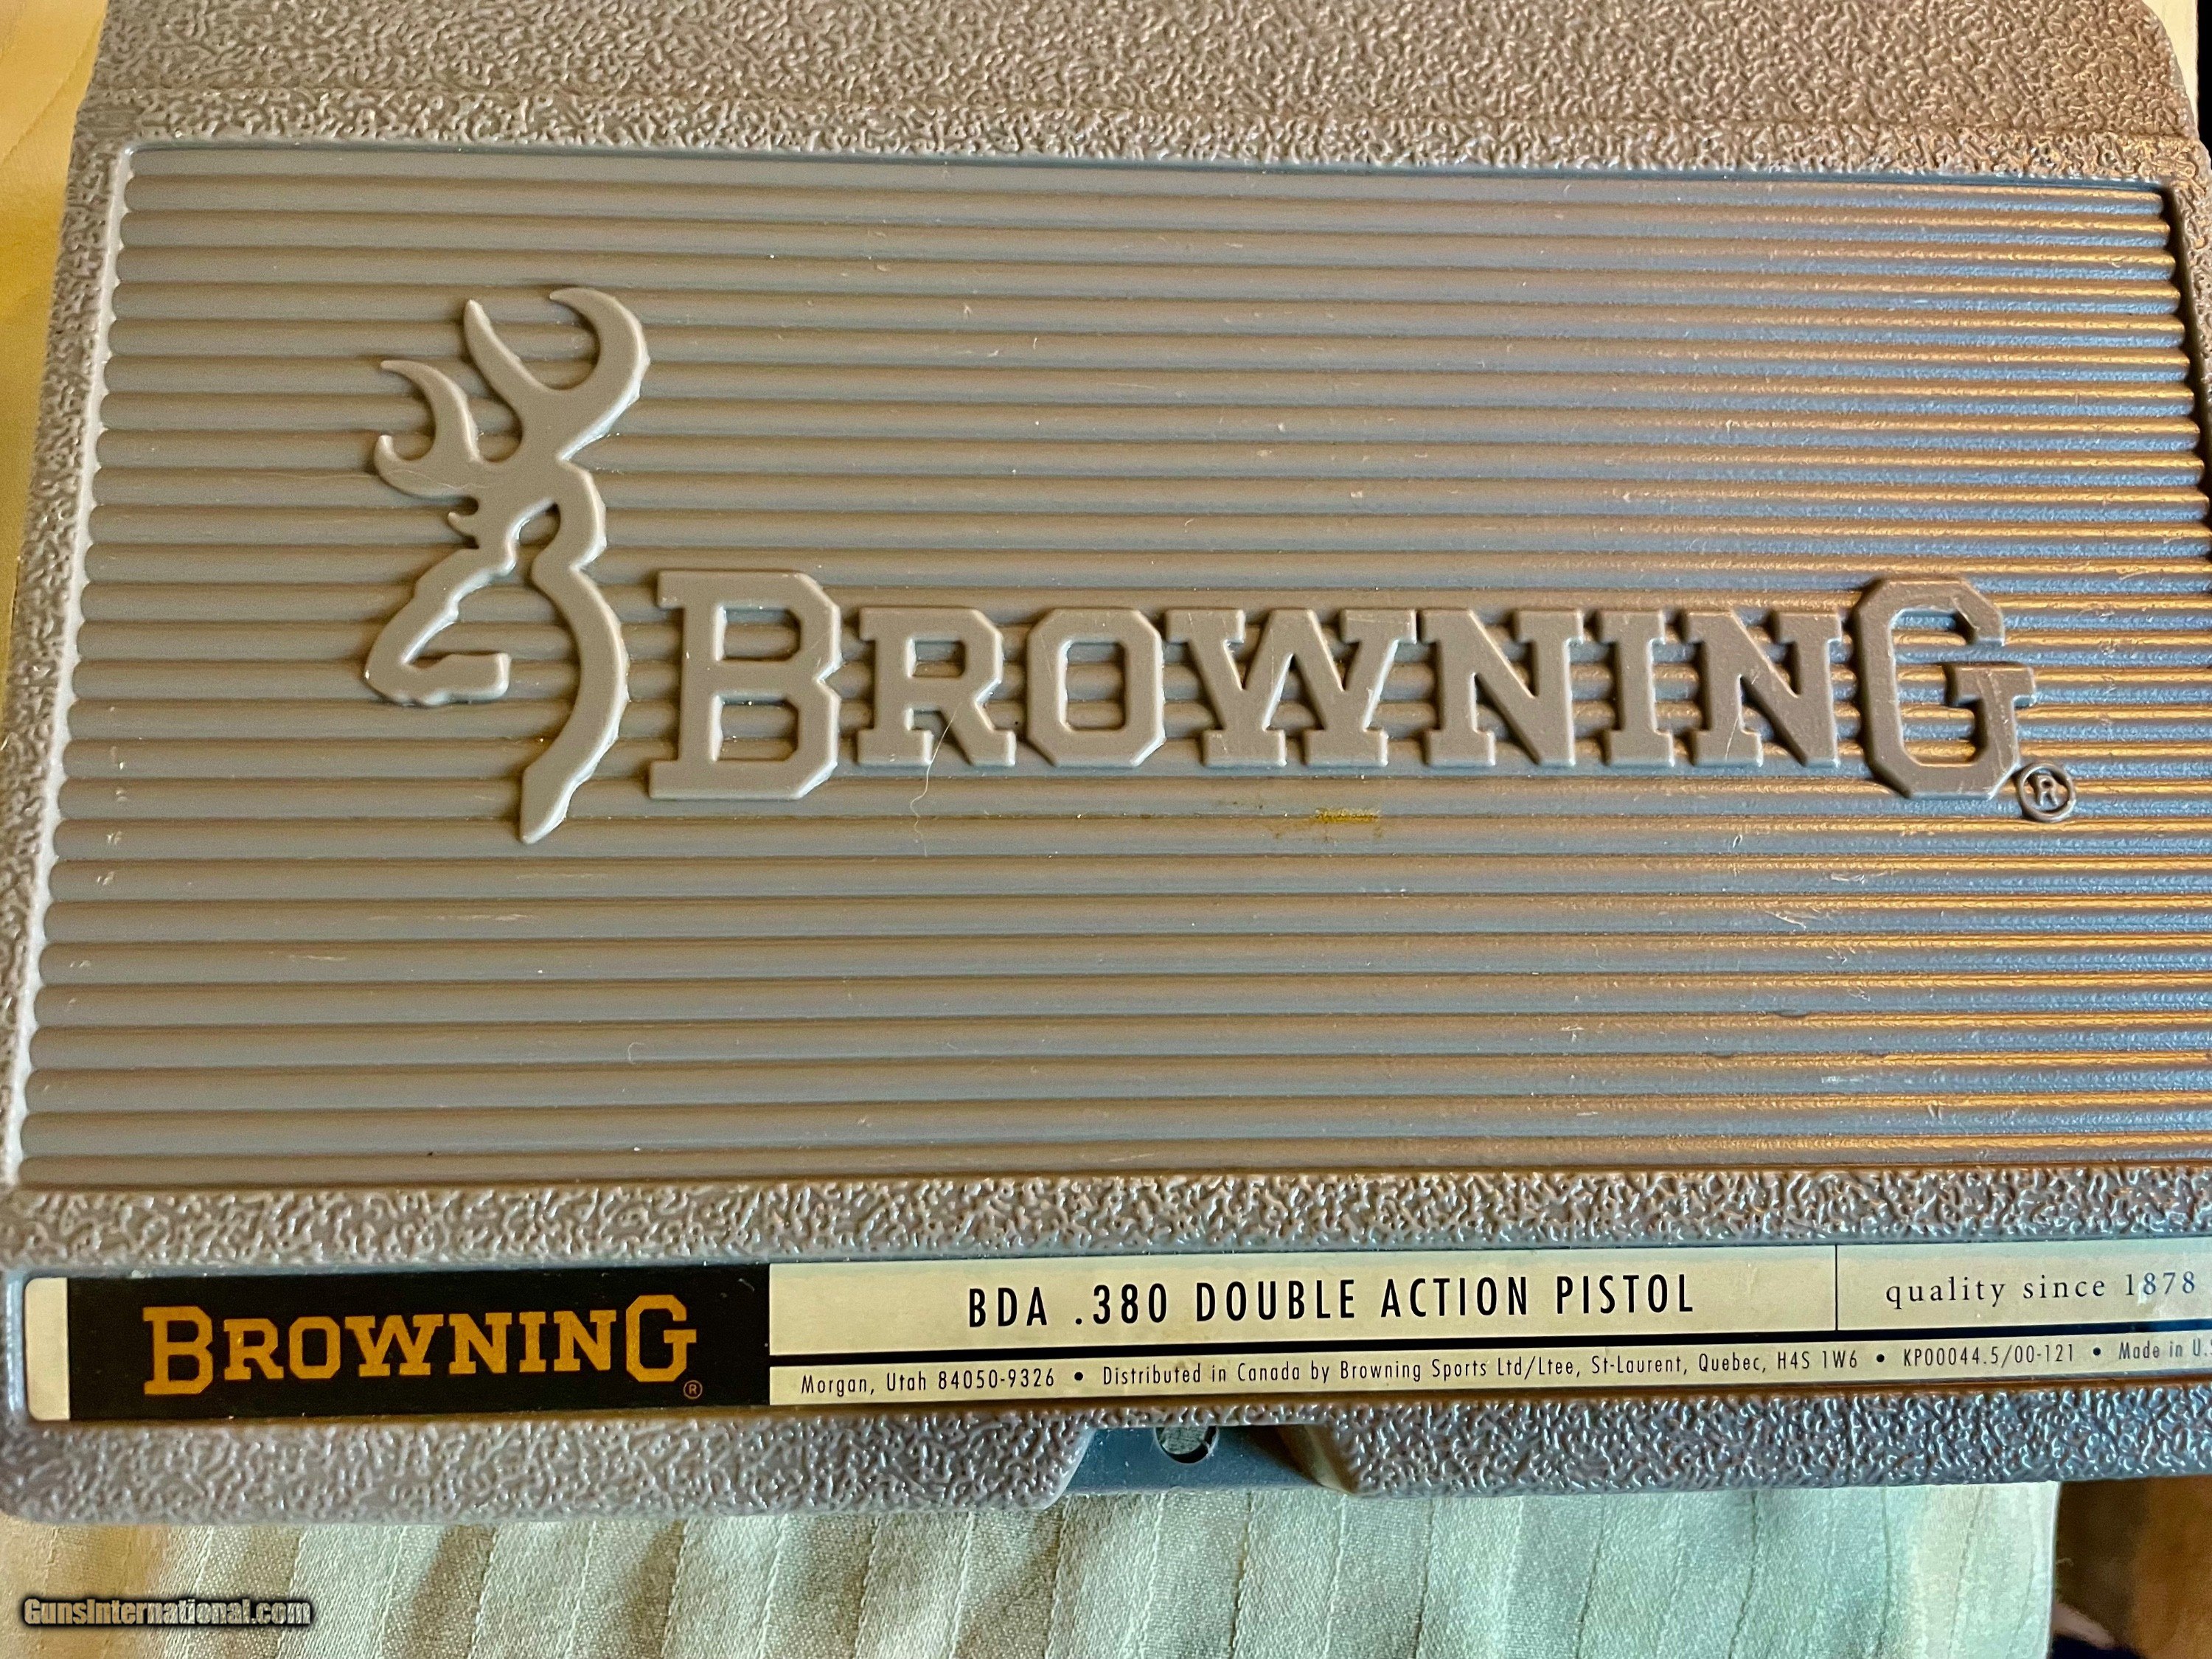 BROWNING®
BROWNING®
BDA .380 DOUBLE ACTION PISTOL
quality since 1878
Morgan, Utah 84050-9326 • Distributed in Canada by Browning Sports Ltd/Ltee, St-Laurent, Quebec, H4S 1W6 • KP00044.5/00-121 • Made in U.S
GunsInternational.com